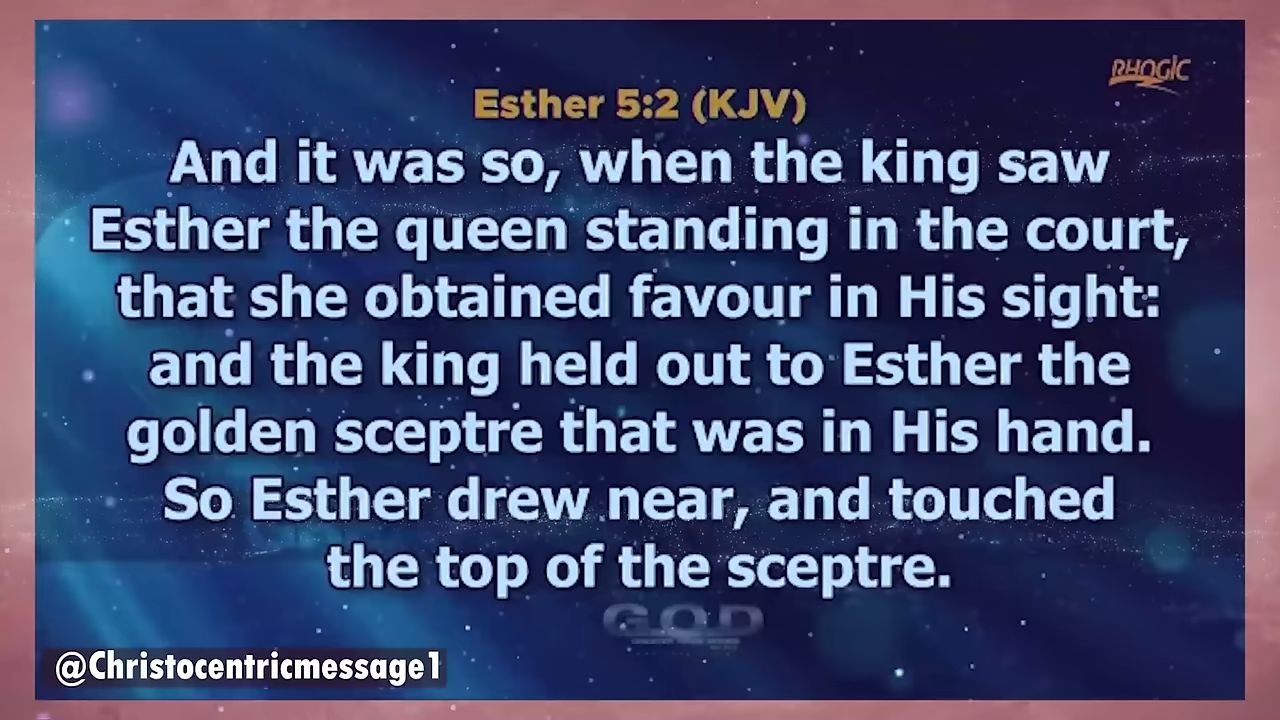 RHOGIC
Esther 5:2 (KJV)
And it was so, when the king saw
Esther the queen standing in the court,
that she obtained favour in His sight:
and the king held out to Esther the
golden sceptre that was in His hand.
So Esther drew near, and touched
the top of the sceptre.
G.O.D
@Christocentricmessage1